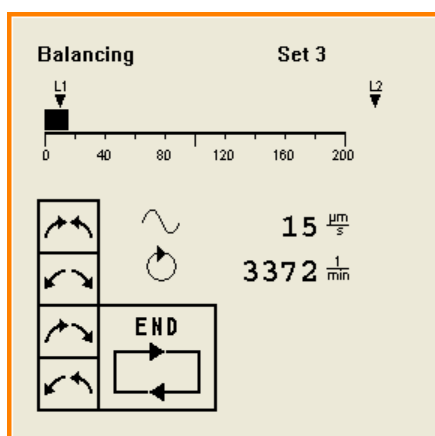 Balancing Set 3
L1 L2
0 40 80 120 160 200
15 µm/s
3372 1/min
END